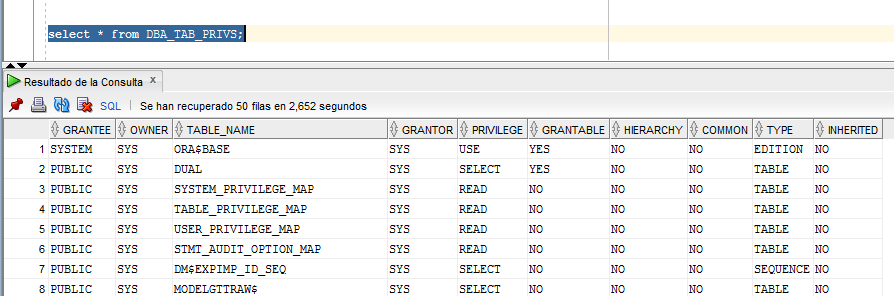 select * from DBA_TAB_PRIVS;
Resultado de la Consulta x
SQL | Se han recuperado 50 filas en 2,652 segundos
GRANTEE OWNER TABLE_NAME GRANTOR PRIVILEGE GRANTABLE HIERARCHY COMMON TYPE INHERITED
1 SYSTEM SYS ORA$BASE SYS USE YES NO NO EDITION NO
2 PUBLIC SYS DUAL SYS SELECT YES NO NO TABLE NO
3 PUBLIC SYS SYSTEM_PRIVILEGE_MAP SYS READ NO NO NO TABLE NO
4 PUBLIC SYS TABLE_PRIVILEGE_MAP SYS READ NO NO NO TABLE NO
5 PUBLIC SYS USER_PRIVILEGE_MAP SYS READ NO NO NO TABLE NO
6 PUBLIC SYS STMT_AUDIT_OPTION_MAP SYS READ NO NO NO TABLE NO
7 PUBLIC SYS DM$EXPIMP_ID_SEQ SYS SELECT NO NO NO SEQUENCE NO
8 PUBLIC SYS MODELGTTRAW$ SYS SELECT NO NO NO TABLE NO